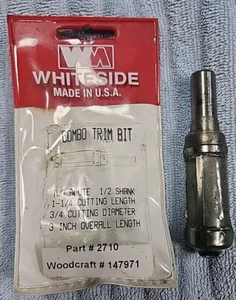 WM
WHITESIDE
MADE IN U.S.A.
COMBO TRIM BIT
1/2 SHANK
1-1/4 CUTTING LENGTH
3/4 CUTTING DIAMETER
3 INCH OVERALL LENGTH
Part # 2710
Woodcraft # 147971